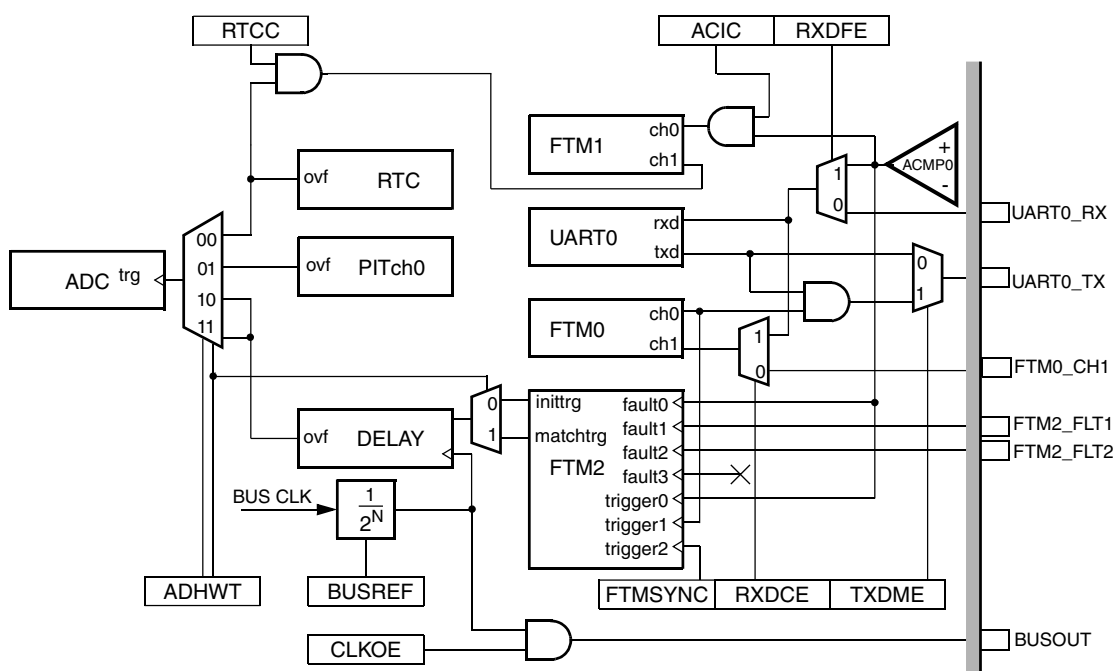 RTCC
ACIC RXDFE
FTM1 ch0
ch1
ACMP0
+
-
1
0
UART0_RX
ovf RTC
UART0 rxd
txd
0
1
UART0_TX
ADC trg
00
01
10
11
ovf PITch0
FTM0 ch0
ch1
1
0
FTM0_CH1
ovf DELAY
0
1
inittrg
matchtrg
FTM2
fault0
fault1
fault2
fault3
trigger0
trigger1
trigger2
FTM2_FLT1
FTM2_FLT2
BUS CLK
1
2N
ADHWT
BUSREF
FTMSYNC RXDCE TXDME
CLKOE
BUSOUT